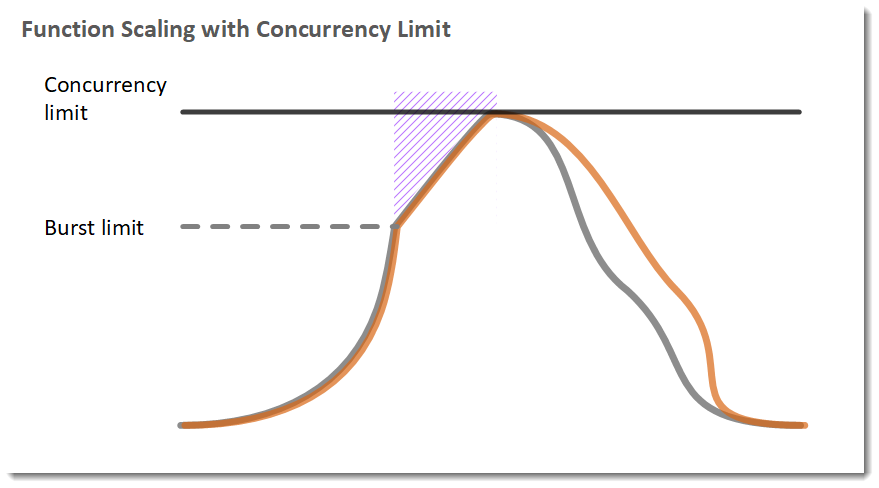 Function Scaling with Concurrency Limit
Concurrency
limit
Burst limit